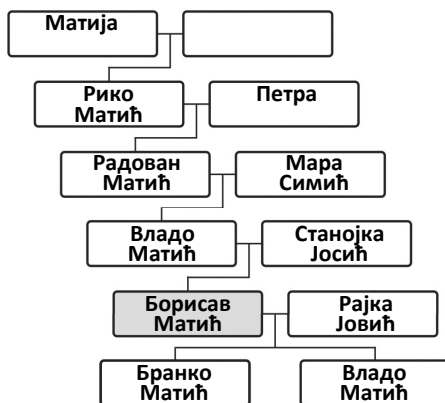 Матија
Рико
Матић
Петра
Радован
Матић
Мара
Симић
Владо
Матић
Станојка
Јосић
Борисав
Матић
Рајка
Јовић
Бранко
Матић
Владо
Матић